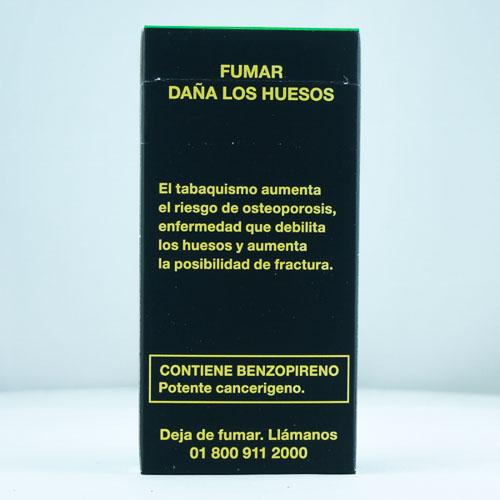 FUMAR
DAÑA LOS HUESOS
El tabaquismo aumenta
el riesgo de osteoporosis,
enfermedad que debilita
los huesos y aumenta
la posibilidad de fractura.
CONTIENE BENZOPIRENO
Potente cancerigeno.
Deja de fumar. Llámanos
01 800 911 2000